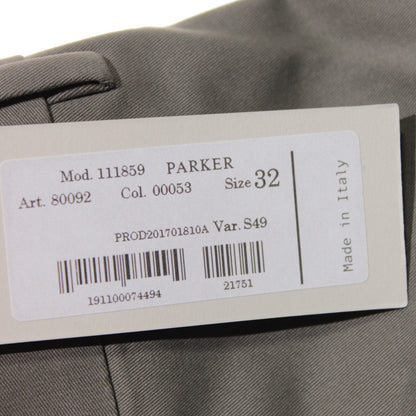 Mod. 111859 PARKER
Art. 80092 Col. 00053 Size 32
PROD201701810A Var. S49
191100074494 21751
Made in Italy